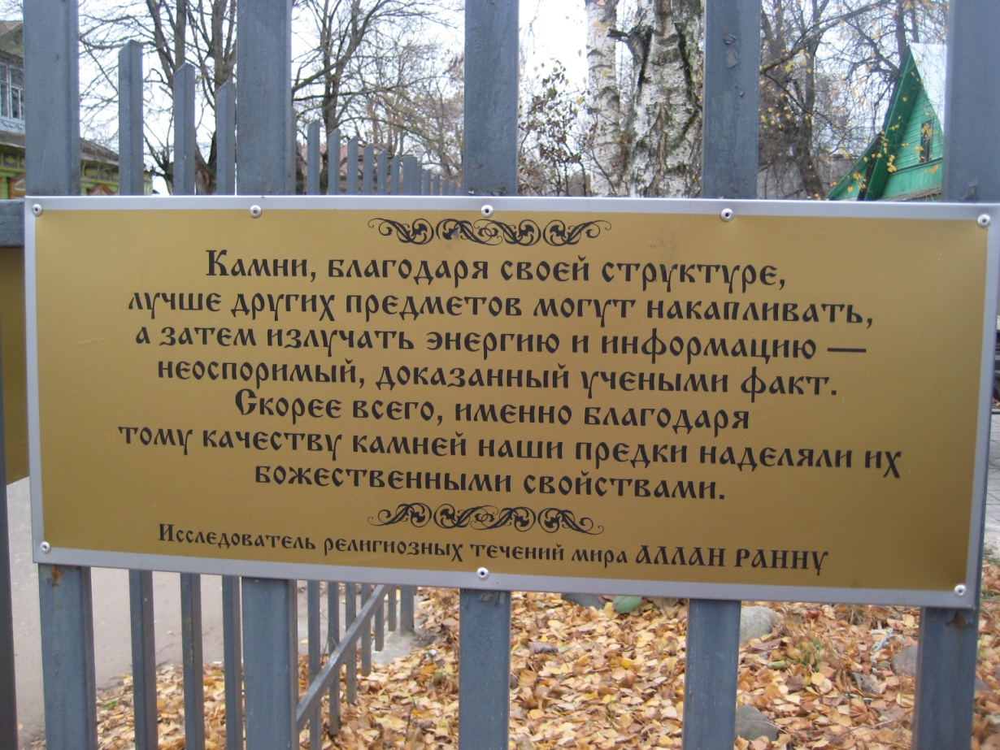 Камни, благодаря своей структуре,
лучше других предметов могут накапливать,
а затем излучать энергию и информацию —
неоспоримый, доказанный учеными факт.
Скорее всего, именно благодаря
тому качеству камней наши предки наделяли их
божественными свойствами.
Исследователь религиозных течений мира АЛЛАН РАННУ